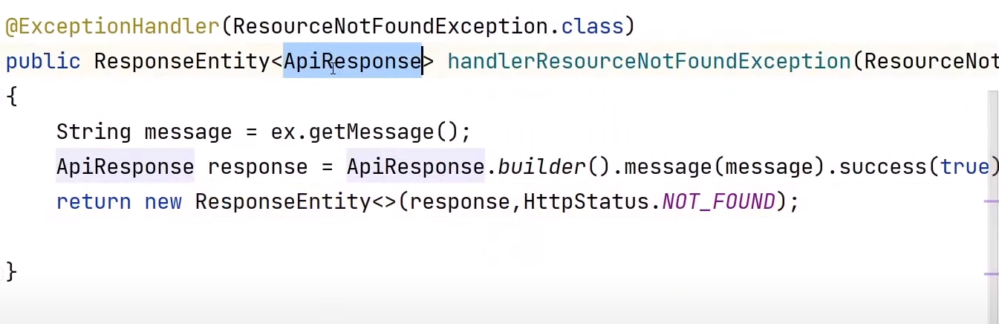 @ExceptionHandler(ResourceNotFoundException.class)
public ResponseEntity<ApiResponse> handlerResourceNotFoundException(ResourceNot
{
String message = ex.getMessage();
ApiResponse response = ApiResponse.builder().message(message).success(true)
return new ResponseEntity<>(response,HttpStatus.NOT_FOUND);
}